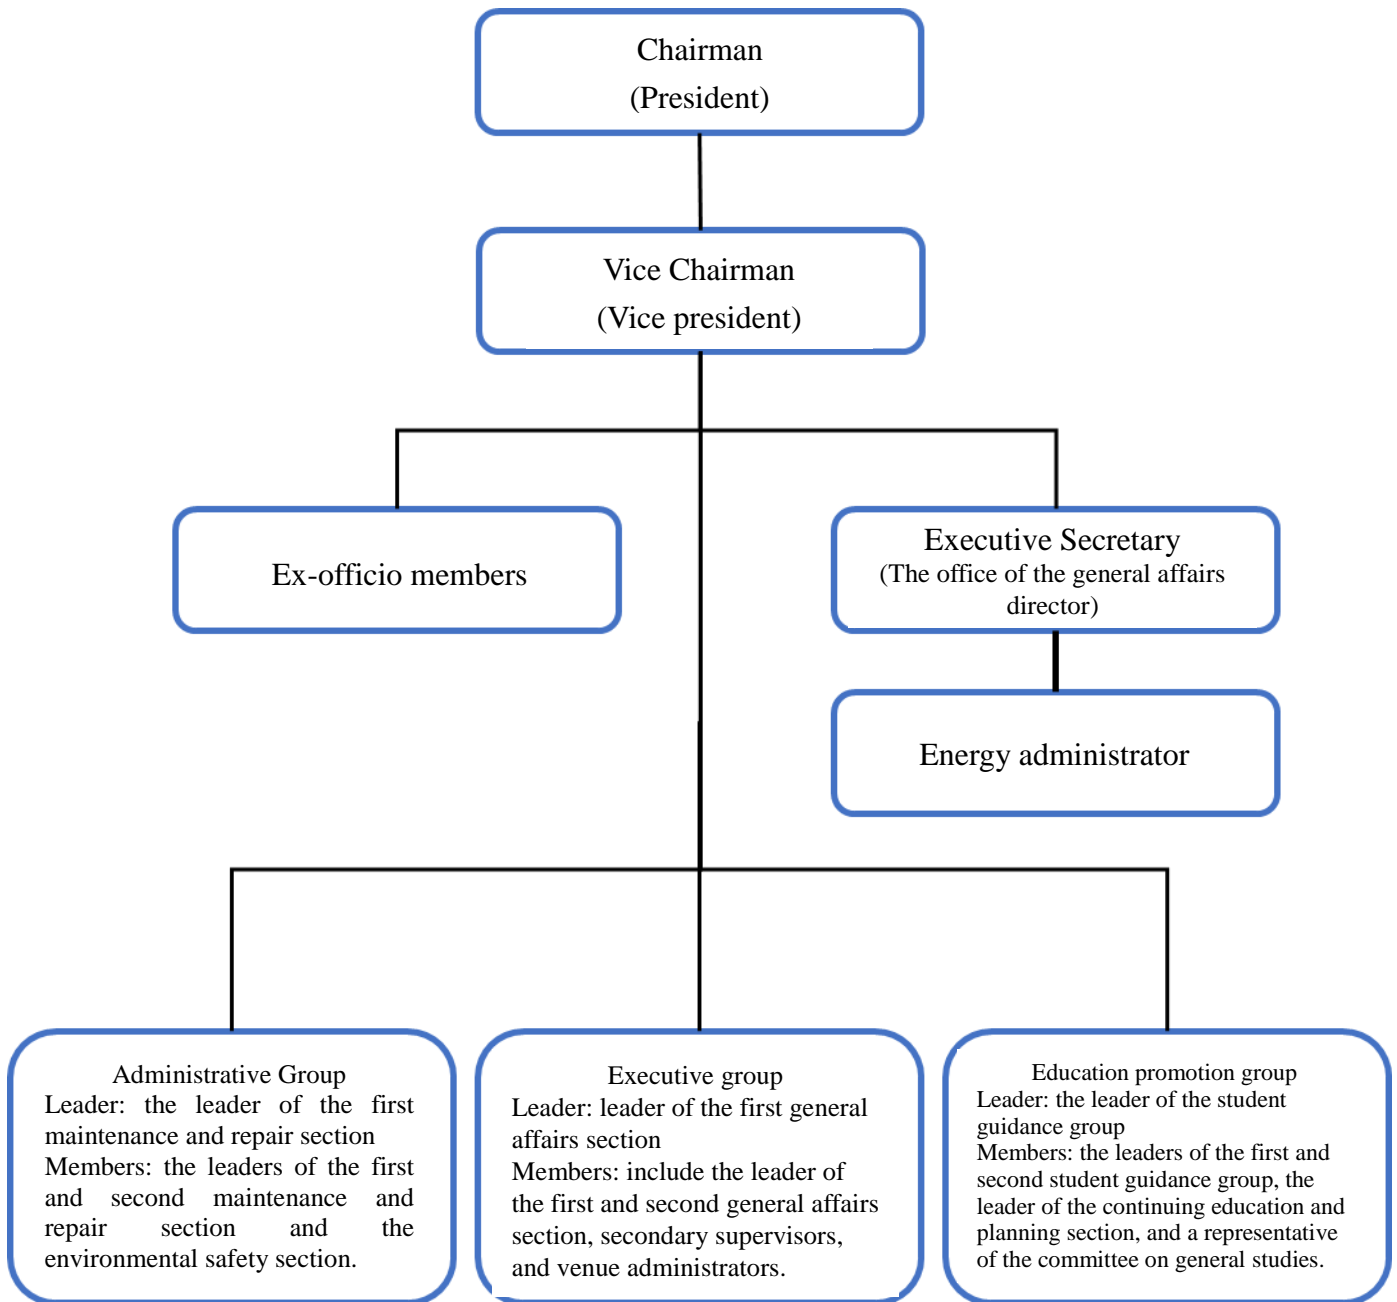 Chairman
(President)
Vice Chairman
(Vice president)
Ex-officio members
Executive Secretary
(The office of the general affairs
director)
Energy administrator
Administrative Group
Leader: the leader of the first
maintenance and repair section
Members: the leaders of the first
and second maintenance and
repair section and the
environmental safety section.
Executive group
Leader: leader of the first general
affairs section
Members: include the leader of
the first and second general affairs
section, secondary supervisors,
and venue administrators.
Education promotion group
Leader: the leader of the student
guidance group
Members: the leaders of the first and
second student guidance group, the
leader of the continuing education and
planning section, and a representative
of the committee on general studies.